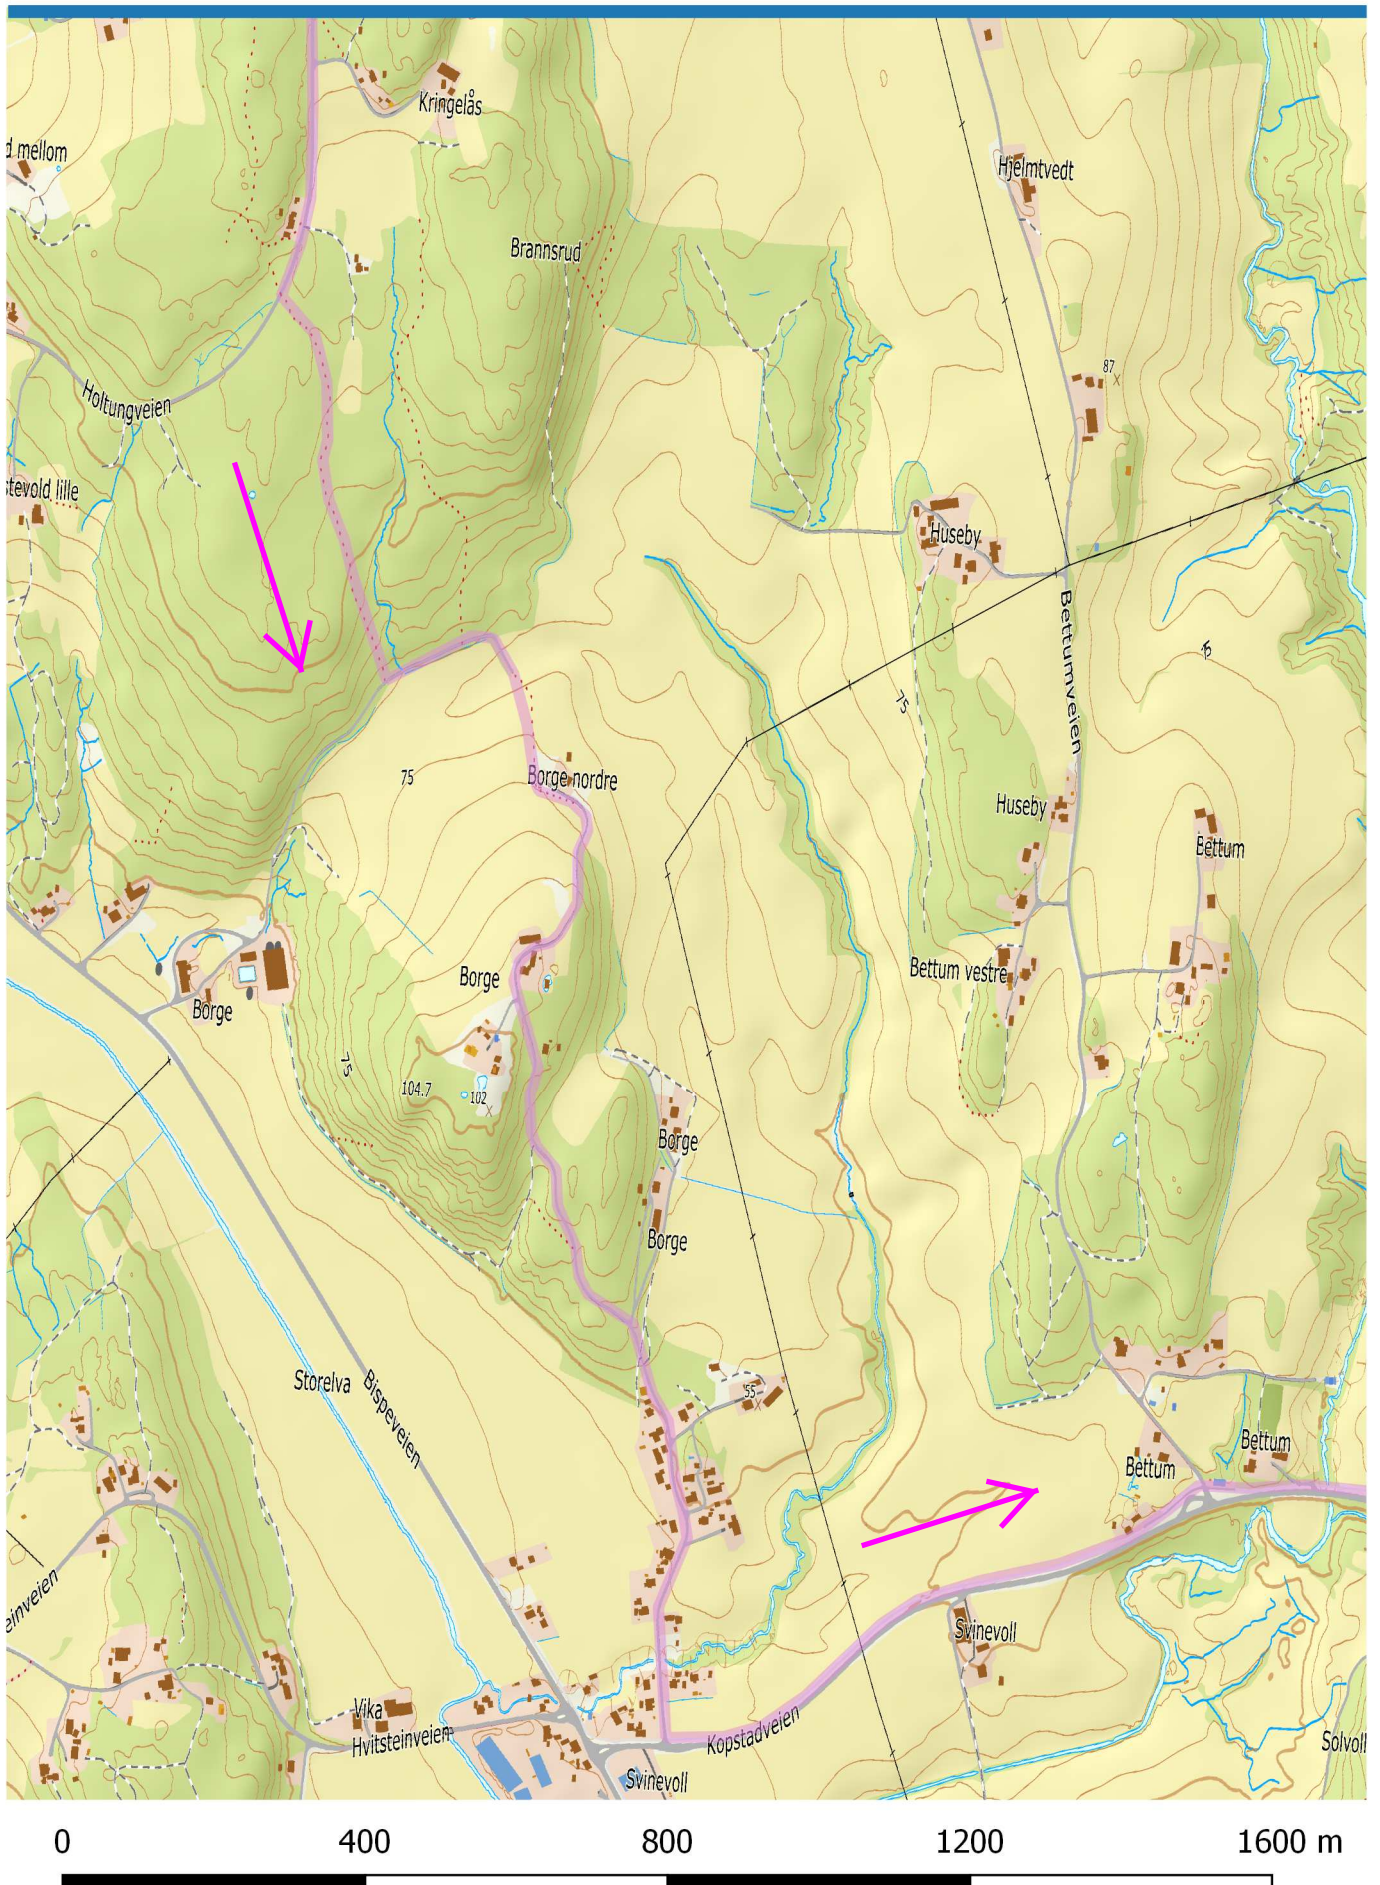 Kringelås
d mellom
Hjelmtvedt
Brannsrud
87
Holtungveien
stevold lille
Huseby
Bettumveien
75
75
Borge nordre
75
Huseby
Bettum
Borge
Bettum vestre
Borge
75
104.7
102
Borge
Borge
Storelva
Bispeveien
55
Bettum
Bettum
einveien
Svinevoll
Vika
Hvitsteinveien
Kopstadveien
Solvoll
Svinevoll
0 400 800 1200 1600 m